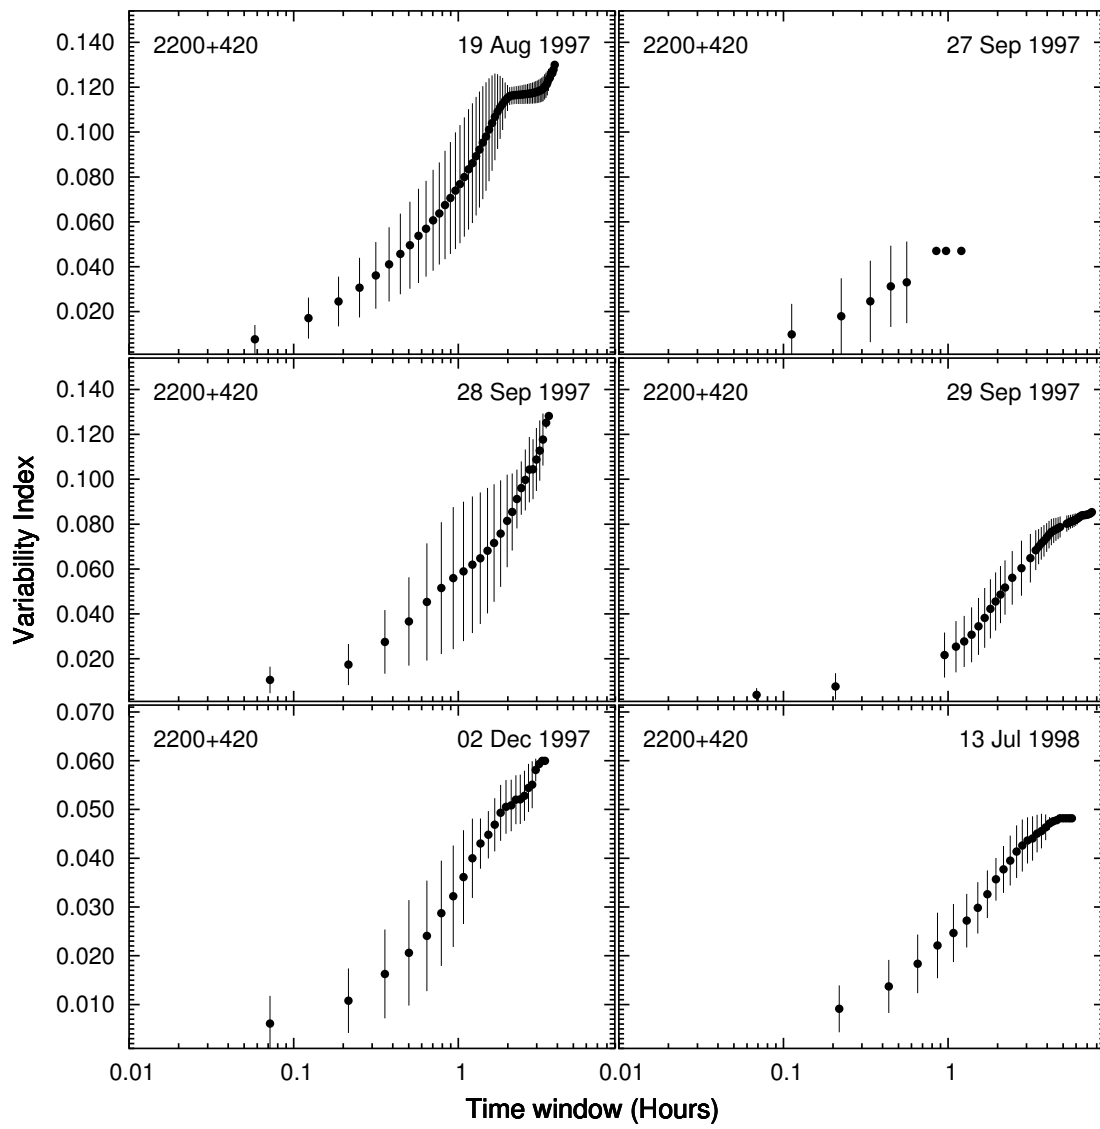 2200+420 19 Aug 1997
2200+420 27 Sep 1997
0.140
0.120
0.100
0.080
0.060
0.040
0.020
2200+420 28 Sep 1997
2200+420 29 Sep 1997
0.140
0.120
0.100
0.080
0.060
0.040
0.020
Variability Index
2200+420 02 Dec 1997
2200+420 13 Jul 1998
0.070
0.060
0.050
0.040
0.030
0.020
0.010
0.01 0.1 1 0.01 0.1 1
Time window (Hours)